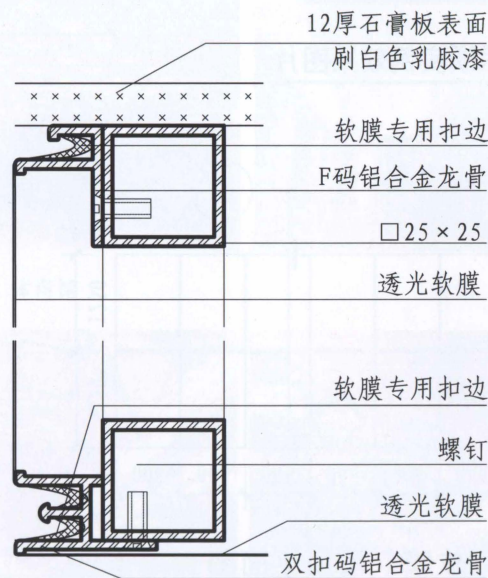 12厚石膏板表面
刷白色乳胶漆
软膜专用扣边
F码铝合金龙骨
□25×25
透光软膜
软膜专用扣边
螺钉
透光软膜
双扣码铝合金龙骨